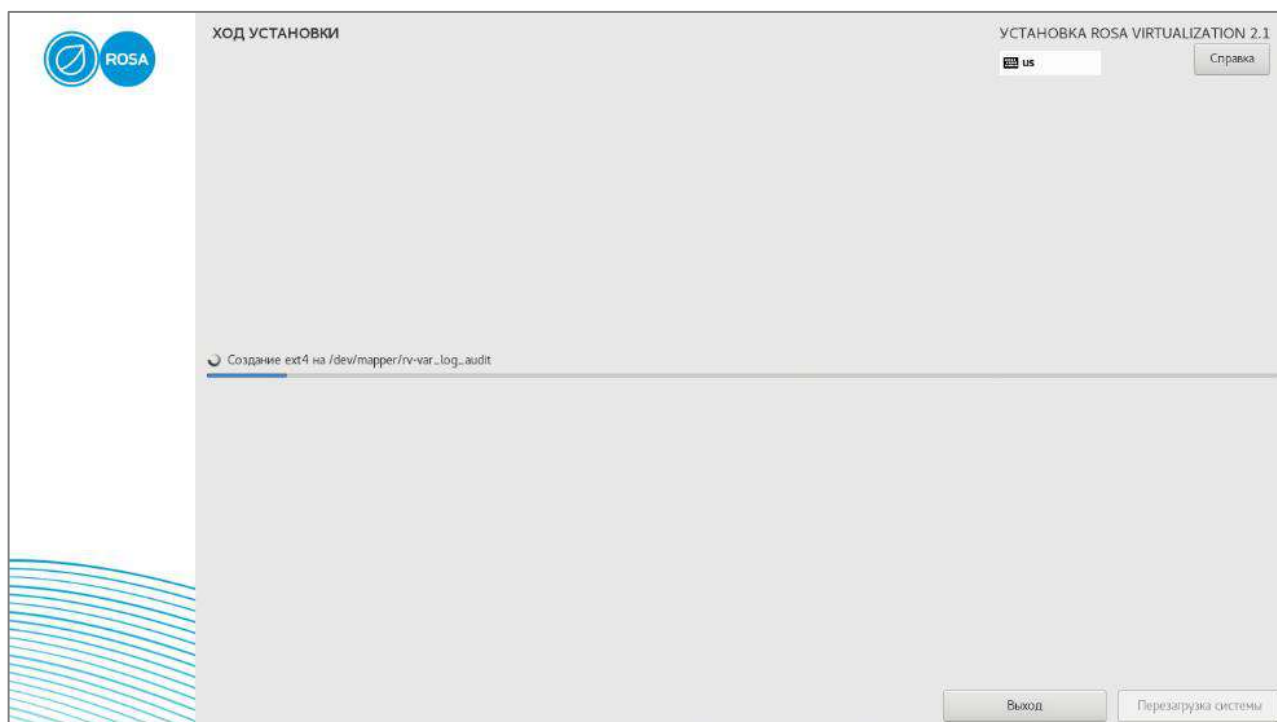 ROSA
ХОД УСТАНОВКИ
УСТАНОВКА ROSA VIRTUALIZATION 2.1
us
Справка
Создание ext4 на /dev/mapper/rv-var_log_audit
Выход
Перезагрузка системы